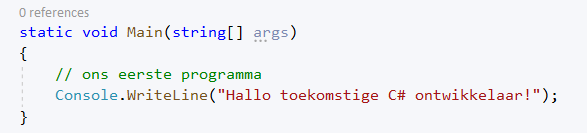 0 references
static void Main(string[] args)
{
// ons eerste programma
Console.WriteLine("Hallo toekomstige C# ontwikkelaar!");
}